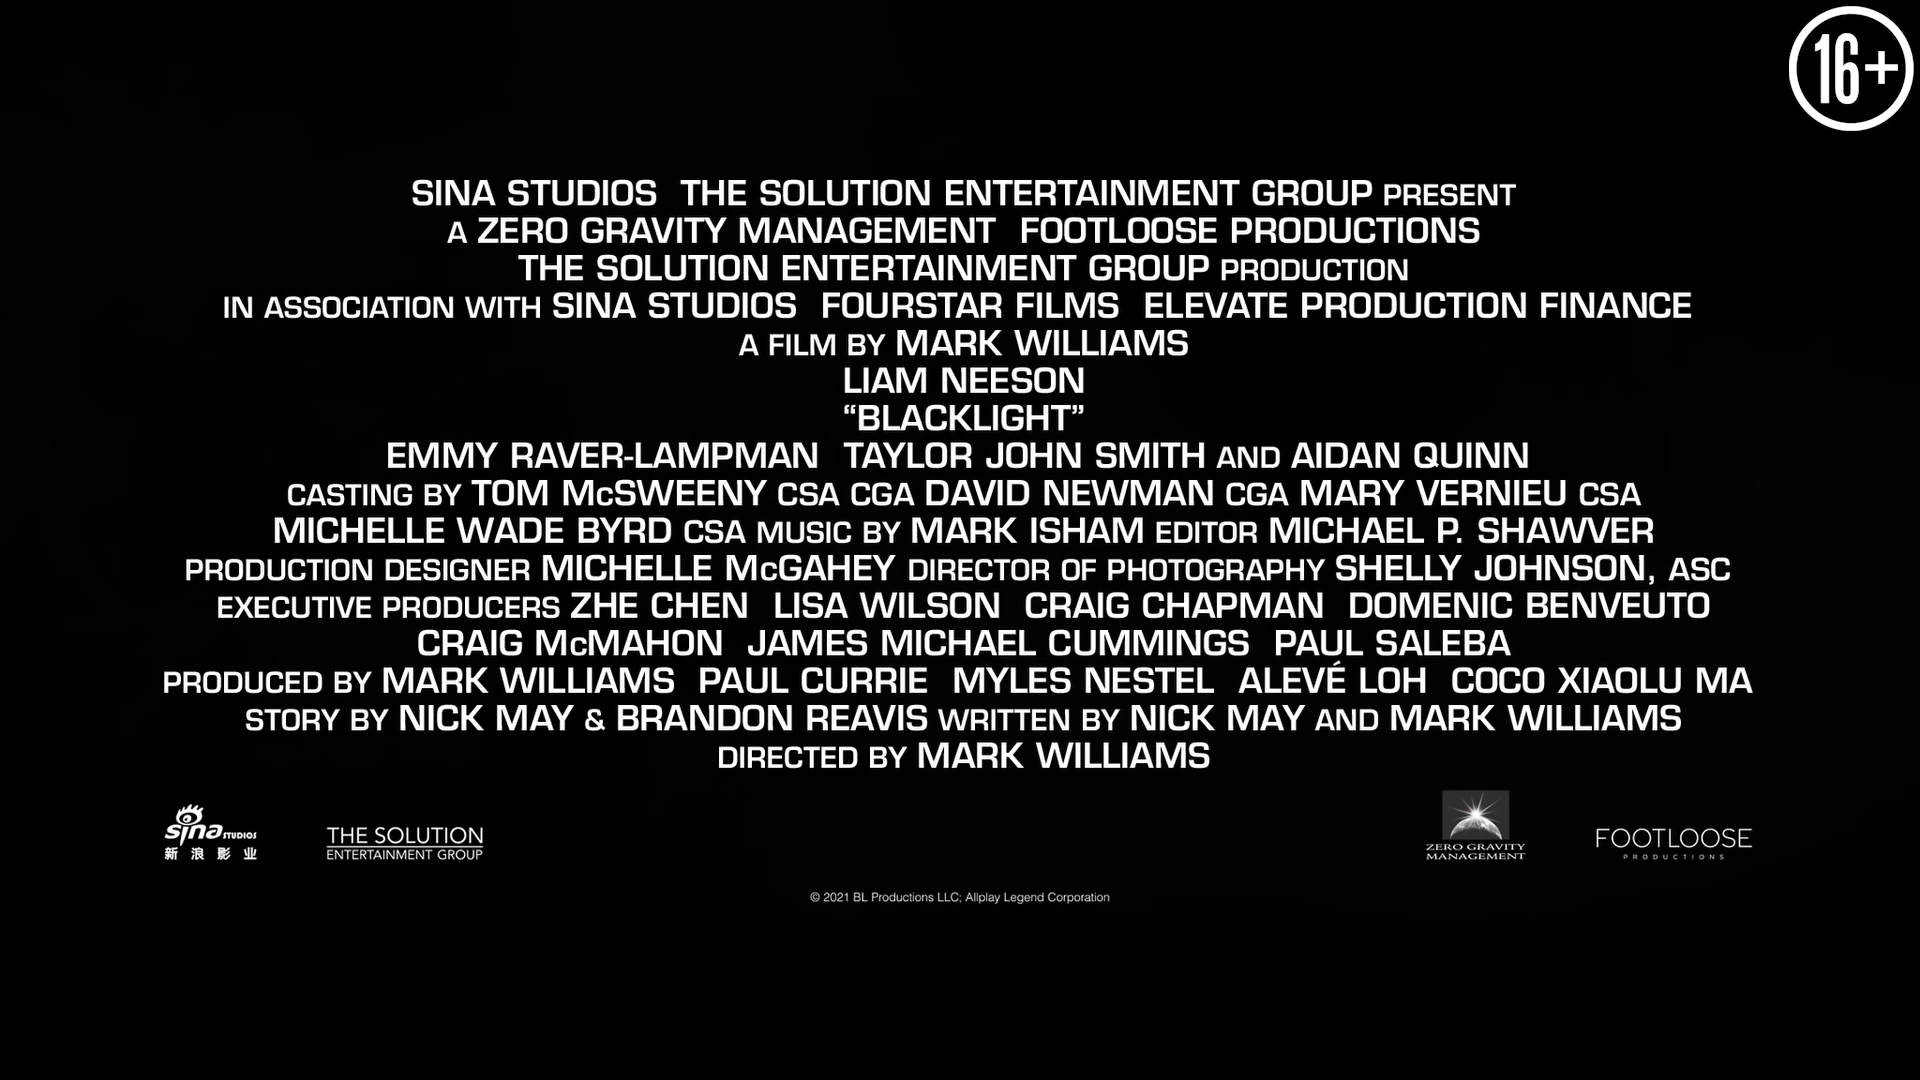 16+
SINA STUDIOS THE SOLUTION ENTERTAINMENT GROUP PRESENT
A ZERO GRAVITY MANAGEMENT FOOTLOOSE PRODUCTIONS
THE SOLUTION ENTERTAINMENT GROUP PRODUCTION
IN ASSOCIATION WITH SINA STUDIOS FOURSTAR FILMS ELEVATE PRODUCTION FINANCE
A FILM BY MARK WILLIAMS
LIAM NEESON
“BLACKLIGHT”
EMMY RAVER-LAMPMAN TAYLOR JOHN SMITH AND AIDAN QUINN
CASTING BY TOM McSWEENY CSA CGA DAVID NEWMAN CGA MARY VERNIEU CSA
MICHELLE WADE BYRD CSA MUSIC BY MARK ISHAM EDITOR MICHAEL P. SHAWVER
PRODUCTION DESIGNER MICHELLE McGAHEY DIRECTOR OF PHOTOGRAPHY SHELLY JOHNSON, ASC
EXECUTIVE PRODUCERS ZHE CHEN LISA WILSON CRAIG CHAPMAN DOMENIC BENVEUTO
CRAIG McMAHON JAMES MICHAEL CUMMINGS PAUL SALEBA
PRODUCED BY MARK WILLIAMS PAUL CURRIE MYLES NESTEL ALEVÉ LOH COCO XIAOLU MA
STORY BY NICK MAY & BRANDON REAVIS WRITTEN BY NICK MAY AND MARK WILLIAMS
DIRECTED BY MARK WILLIAMS
sina STUDIOS
新浪影业
THE SOLUTION
ENTERTAINMENT GROUP
ZERO GRAVITY
MANAGEMENT
FOOTLOOSE
PRODUCTIONS
© 2021 BL Productions LLC; Allplay Legend Corporation